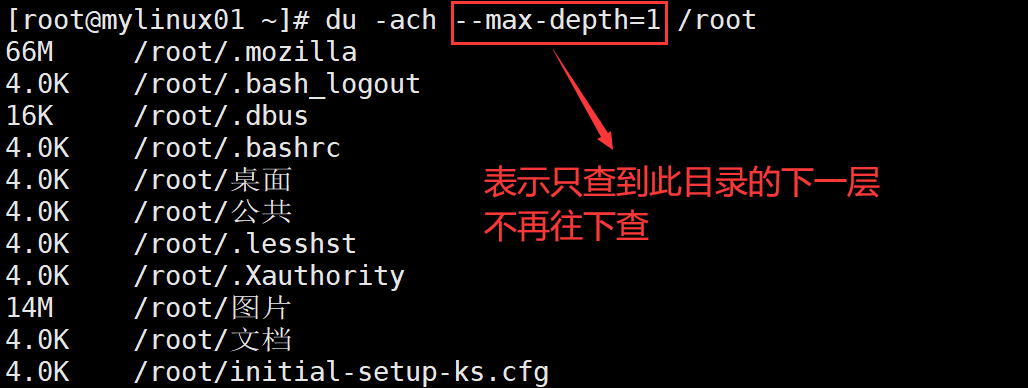 [root@mylinux01 ~]# du -ach --max-depth=1 /root
66M /root/.mozilla
4.0K /root/.bash_logout
16K /root/.dbus
4.0K /root/.bashrc
4.0K /root/桌面
4.0K /root/公共
4.0K /root/.lesshst
4.0K /root/.Xauthority
14M /root/图片
4.0K /root/文档
4.0K /root/initial-setup-ks.cfg
表示只查到此目录的下一层
不再往下查